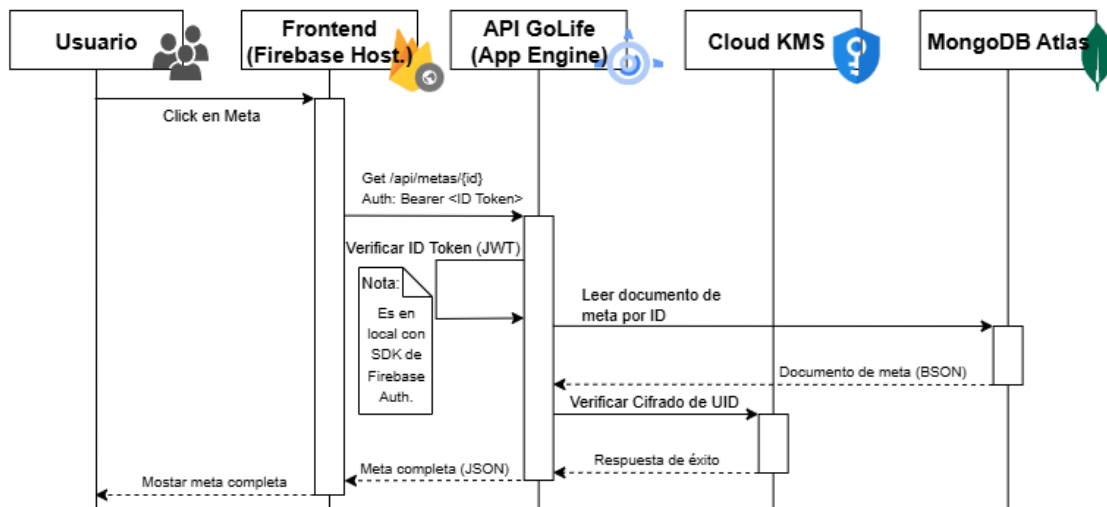 Usuario
Frontend
(Firebase Host.)
API GoLife
(App Engine)
Cloud KMS
MongoDB Atlas
Click en Meta
Get /api/metas/{id}
Auth: Bearer <ID Token>
Verificar ID Token (JWT)
Nota:
Es en
local con
SDK de
Firebase
Auth.
Leer documento de
meta por ID
Documento de meta (BSON)
Verificar Cifrado de UID
Respuesta de éxito
Meta completa (JSON)
Mostar meta completa